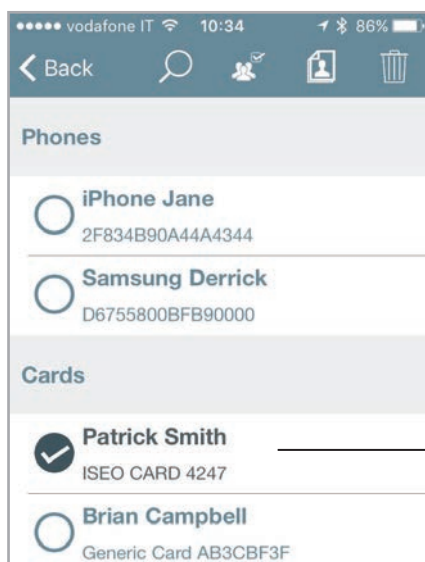 vodafone IT 10:34 86%
Back
Phones
iPhone Jane
2F834B90A44A4344
Samsung Derrick
D6755800BFB90000
Cards
Patrick Smith
ISEO CARD 4247
Brian Campbell
Generic Card AB3CBF3F